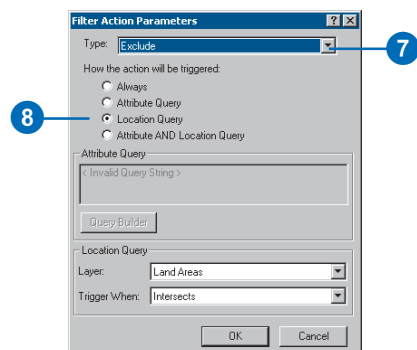 Filter Action Parameters
Type: Exclude
7
How the action will be triggered:
Always
Attribute Query
8
Location Query
Attribute AND Location Query
Attribute Query
< Invalid Query String >
Query Builder
Location Query
Layer: Land Areas
Trigger When: Intersects
OK Cancel